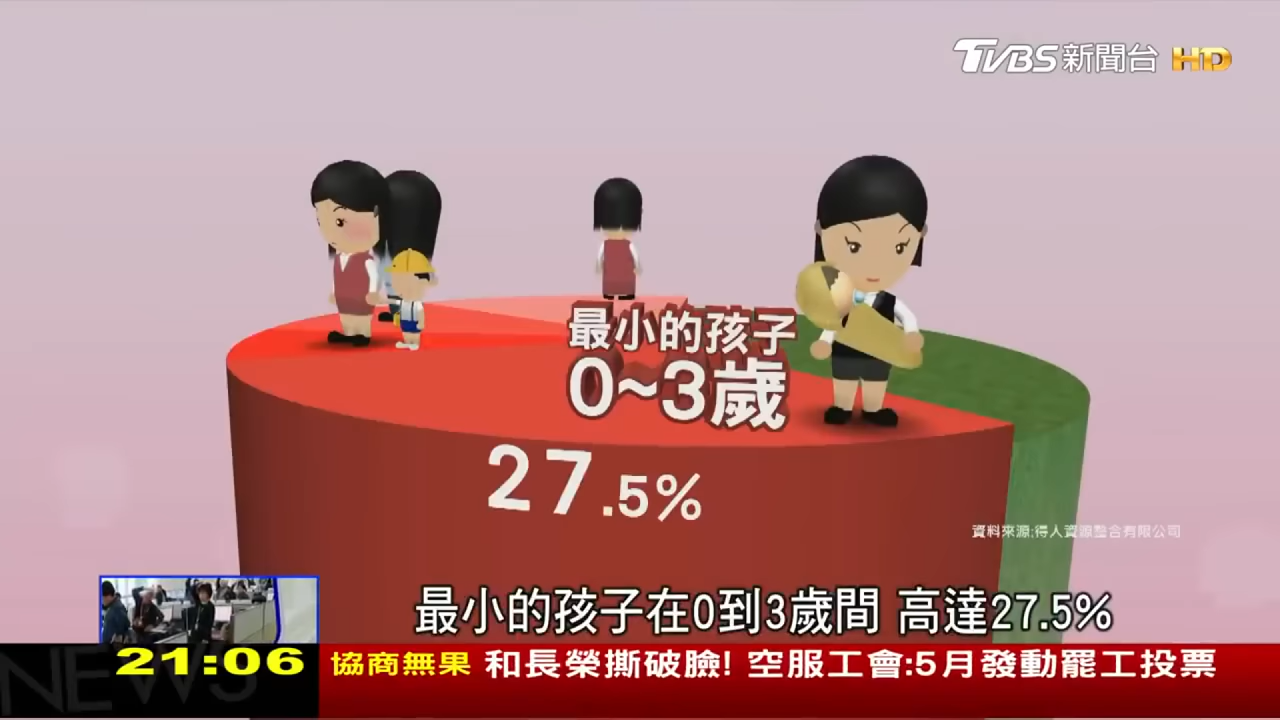 TVBS新聞台 HD
最小的孩子
0~3歲
27.5%
資料來源:得人資源整合有限公司
最小的孩子在0到3歲間 高達27.5%
NEWS
21:06
協商無果 和長榮撕破臉! 空服工會:5月發動罷工投票